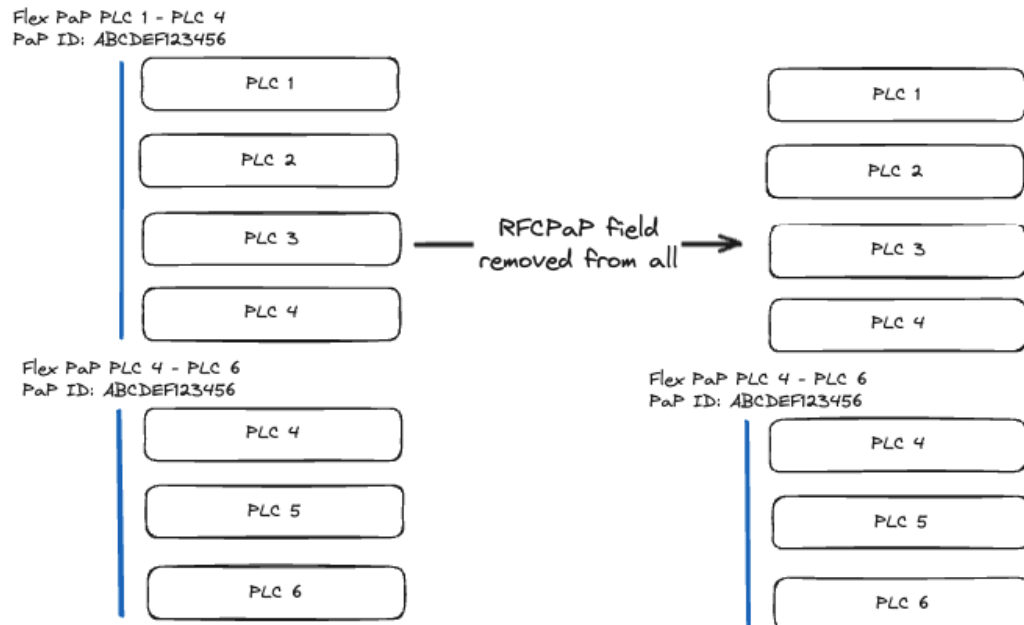 Flex PaP PLC 1 - PLC 4
PaP ID: ABCDEF123456
PLC 1
PLC 2
PLC 3
PLC 4
Flex PaP PLC 4 - PLC 6
PaP ID: ABCDEF123456
PLC 4
PLC 5
PLC 6
RFCPaP field
removed from all
PLC 1
PLC 2
PLC 3
PLC 4
Flex PaP PLC 4 - PLC 6
PaP ID: ABCDEF123456
PLC 4
PLC 5
PLC 6